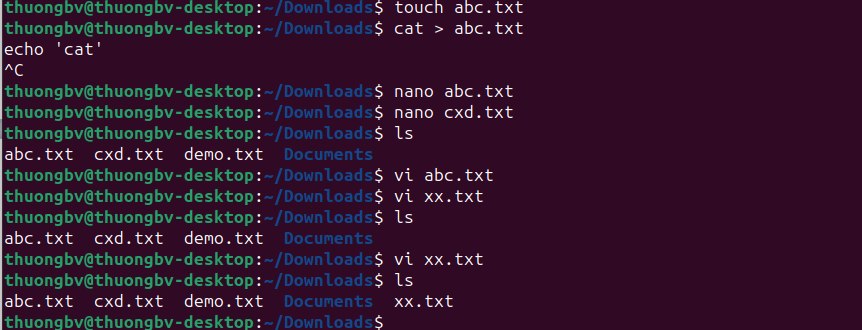 thuongbv@thuongbv-desktop:~/Downloads$ touch abc.txt
thuongbv@thuongbv-desktop:~/Downloads$ cat > abc.txt
echo 'cat'
^C
thuongbv@thuongbv-desktop:~/Downloads$ nano abc.txt
thuongbv@thuongbv-desktop:~/Downloads$ nano cxd.txt
thuongbv@thuongbv-desktop:~/Downloads$ ls
abc.txt  cxd.txt  demo.txt  Documents
thuongbv@thuongbv-desktop:~/Downloads$ vi abc.txt
thuongbv@thuongbv-desktop:~/Downloads$ vi xx.txt
thuongbv@thuongbv-desktop:~/Downloads$ ls
abc.txt  cxd.txt  demo.txt  Documents
thuongbv@thuongbv-desktop:~/Downloads$ vi xx.txt
thuongbv@thuongbv-desktop:~/Downloads$ ls
abc.txt  cxd.txt  demo.txt  Documents  xx.txt
thuongbv@thuongbv-desktop:~/Downloads$